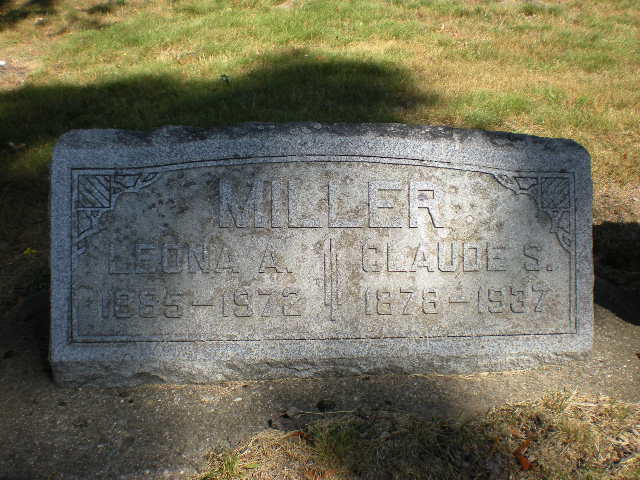 MILLER
LEONA A. CLAUDE S.
1885-1972 1878-1937